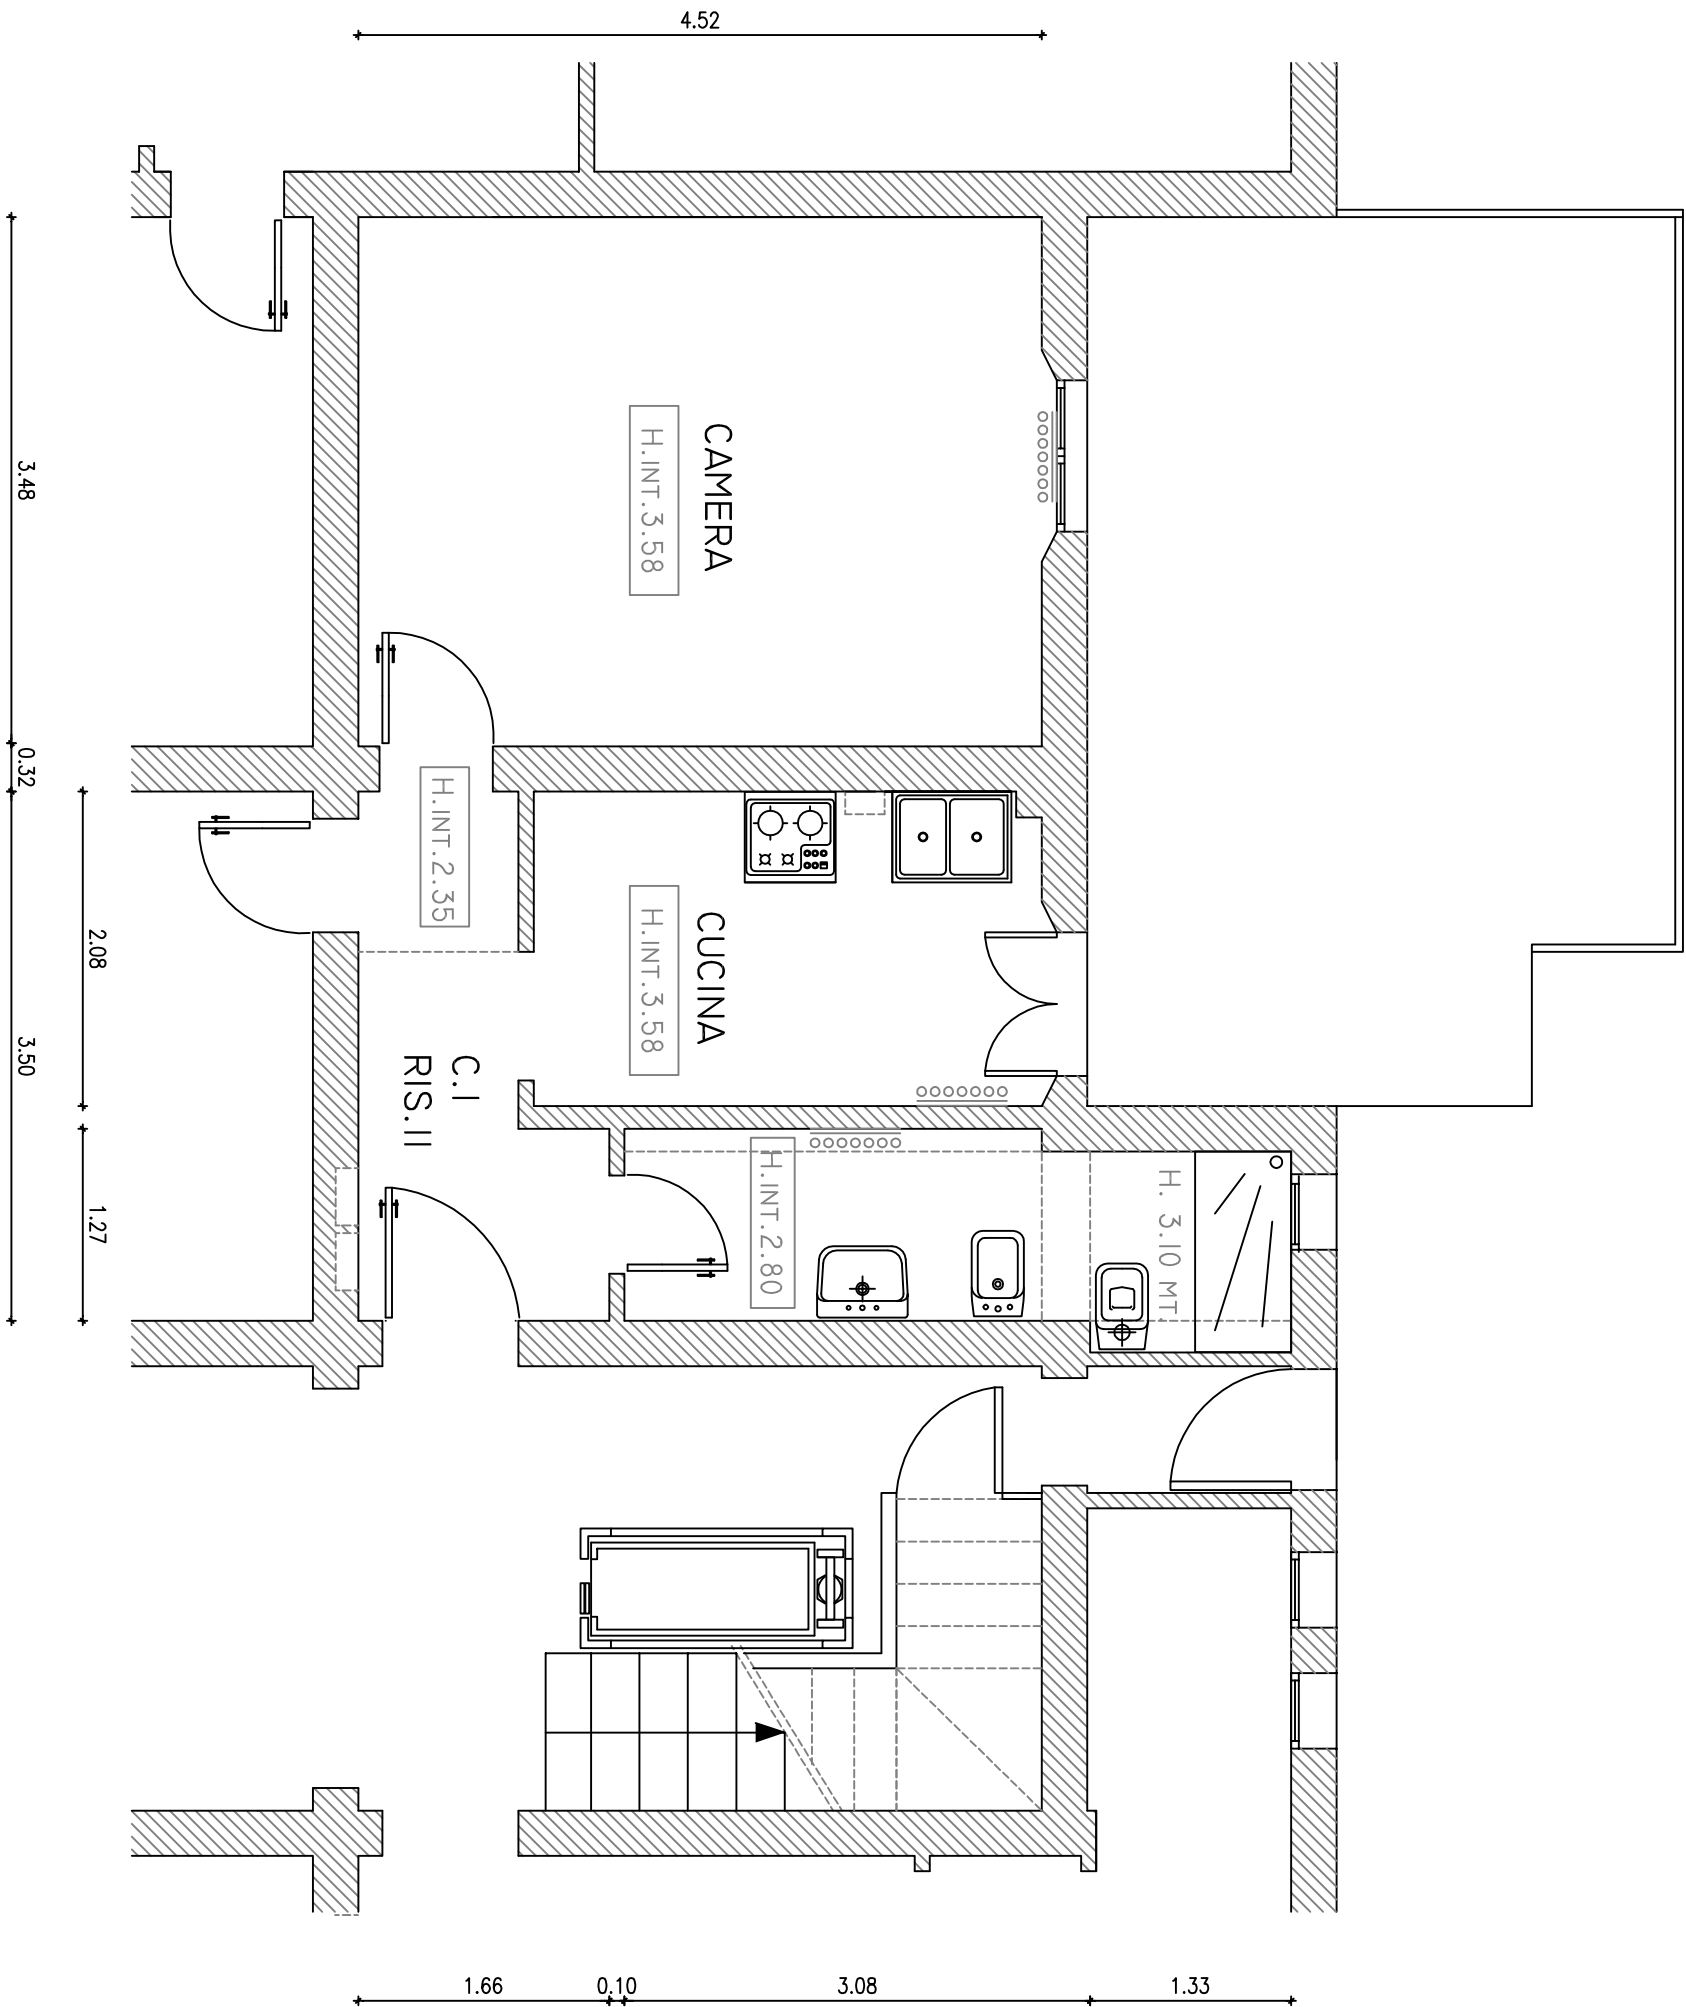 4.52
3.48
0.32
3.50
2.08
1.27
CAMERA
H.INT.3.58
H.INT.2.35
CUCINA
H.INT.3.58
C.I
RIS.II
H.INT.2.80
H. 3.10 MT
1.66
0.10
3.08
1.33